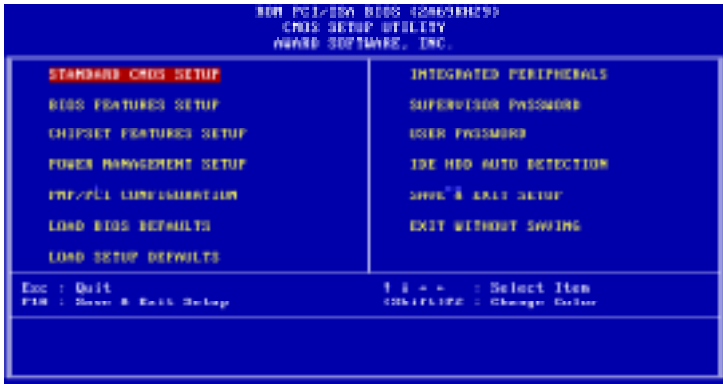 ROM PCI/ISA BIOS
CMOS SETUP UTILITY
AWARD SOFTWARE, INC.
STANDARD CMOS SETUP
INTEGRATED PERIPHERALS
BIOS FEATURES SETUP
SUPERVISOR PASSWORD
CHIPSET FEATURES SETUP
USER PASSWORD
POWER MANAGEMENT SETUP
IDE HDD AUTO DETECTION
PNP/PCI CONFIGURATION
SAVE & EXIT SETUP
LOAD BIOS DEFAULTS
EXIT WITHOUT SAVING
LOAD SETUP DEFAULTS
Esc : Quit
: Select Item
F10 : Save & Exit Setup
(Shift)F2 : Change Color